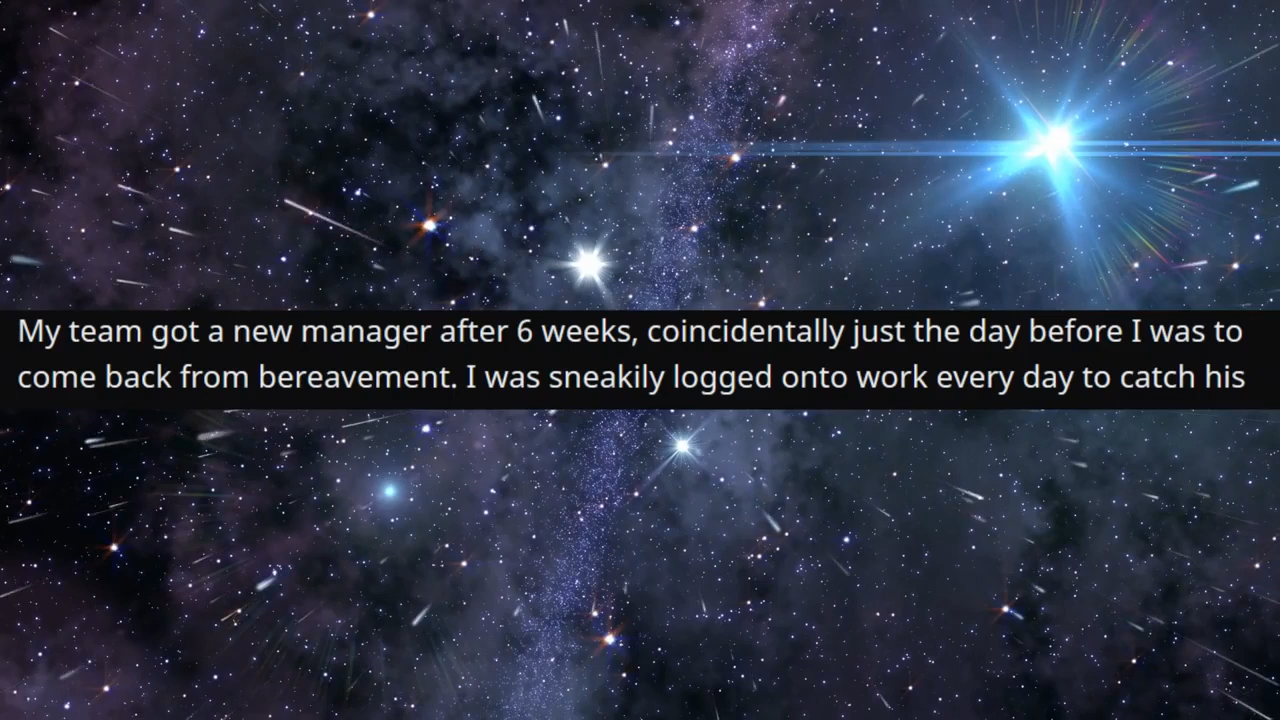 My team got a new manager after 6 weeks, coincidentally just the day before I was to
come back from bereavement. I was sneakily logged onto work every day to catch his